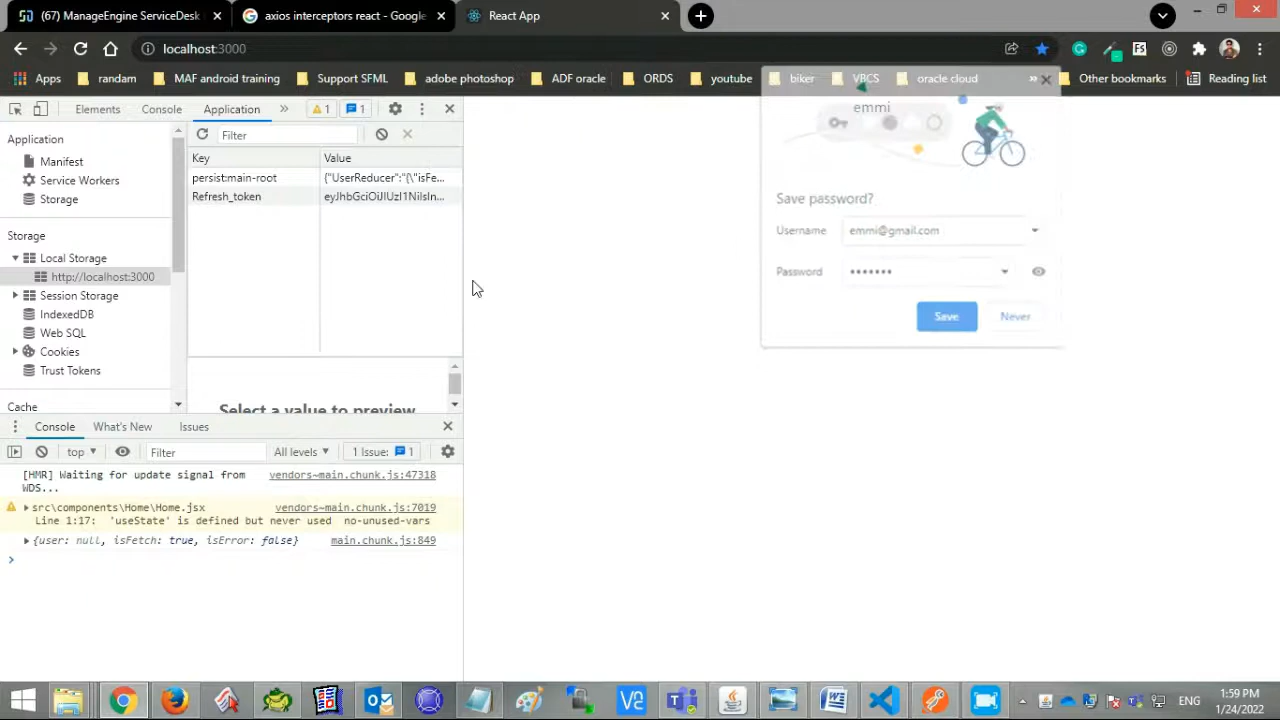 (67) ManageEngine ServiceDesk
axios interceptors react - Google
React App
localhost:3000
Apps
randam
MAF android training
Support SFML
adobe photoshop
ADF oracle
ORDS
youtube
biker
VBCS
oracle cloud
»
Other bookmarks
Reading list
Elements
Console
Application
»
1
1
Application
Manifest
Service Workers
Storage
Storage
Local Storage
http://localhost:3000
Session Storage
IndexedDB
Web SQL
Cookies
Trust Tokens
Cache
Filter
Key
Value
persist:main-root
{"UserReducer":"{\"isFe...
Refresh_token
Select a value to preview
emmi
Save password?
Username
emmi@gmail.com
Password
•••••••
Save
Never
Console
What's New
Issues
top
Filter
All levels
1 Issue:
1
[HMR] Waiting for update signal from
vendors~main.chunk.js:47318
WDS...
src\components\Home\Home.jsx
vendors~main.chunk.js:7019
Line 1:17: 'useState' is defined but never used no-unused-vars
{user: null, isFetch: true, isError: false}
main.chunk.js:849
ENG
1:59 PM
1/24/2022